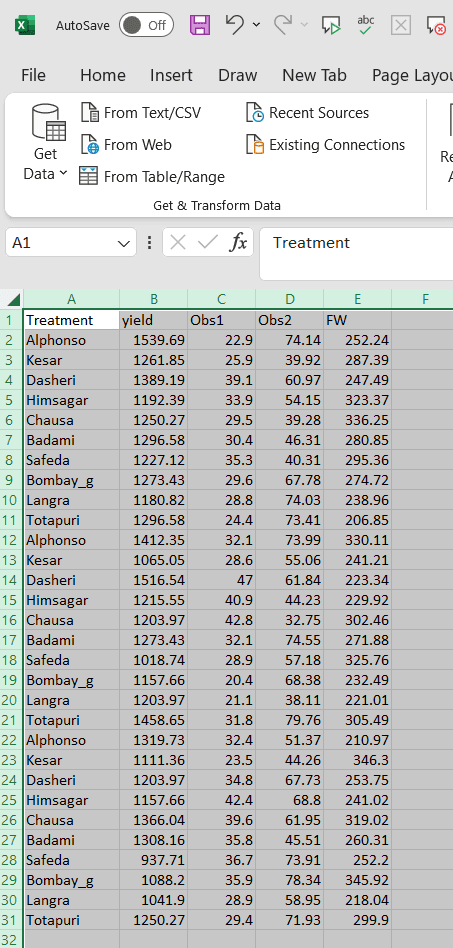 AutoSave Off abc
File Home Insert Draw New Tab Page Layou
Get Data
From Text/CSV
From Web
From Table/Range
Recent Sources
Existing Connections
Re
A
Get & Transform Data
A1 fx Treatment
A B C D E F
1 Treatment yield Obs1 Obs2 FW
2 Alphonso 1539.69 22.9 74.14 252.24
3 Kesar 1261.85 25.9 39.92 287.39
4 Dasheri 1389.19 39.1 60.97 247.49
5 Himsagar 1192.39 33.9 54.15 323.37
6 Chausa 1250.27 29.5 39.28 336.25
7 Badami 1296.58 30.4 46.31 280.85
8 Safeda 1227.12 35.3 40.31 295.36
9 Bombay_g 1273.43 29.6 67.78 274.72
10 Langra 1180.82 28.8 74.03 238.96
11 Totapuri 1296.58 24.4 73.41 206.85
12 Alphonso 1412.35 32.1 73.99 330.11
13 Kesar 1065.05 28.6 55.06 241.21
14 Dasheri 1516.54 47 61.84 223.34
15 Himsagar 1215.55 40.9 44.23 229.92
16 Chausa 1203.97 42.8 32.75 302.46
17 Badami 1273.43 32.1 74.55 271.88
18 Safeda 1018.74 28.9 57.18 325.76
19 Bombay_g 1157.66 20.4 68.38 232.49
20 Langra 1203.97 21.1 38.11 221.01
21 Totapuri 1458.65 31.8 79.76 305.49
22 Alphonso 1319.73 32.4 51.37 210.97
23 Kesar 1111.36 23.5 44.26 346.3
24 Dasheri 1203.97 34.8 67.73 253.75
25 Himsagar 1157.66 42.4 68.8 241.02
26 Chausa 1366.04 39.6 61.95 319.02
27 Badami 1308.16 35.8 45.51 260.31
28 Safeda 937.71 36.7 73.91 252.2
29 Bombay_g 1088.2 35.9 78.34 345.92
30 Langra 1041.9 28.9 58.95 218.04
31 Totapuri 1250.27 29.4 71.93 299.9
32